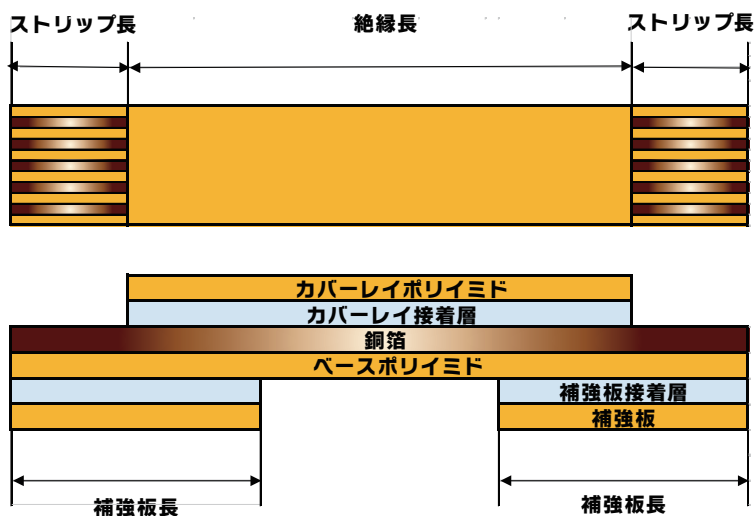 ストリップ長
絶縁長
ストリップ長
カバーレイポリイミド
カバーレイ接着層
銅箔
ベースポリイミド
補強板接着層
補強板
補強板長
補強板長